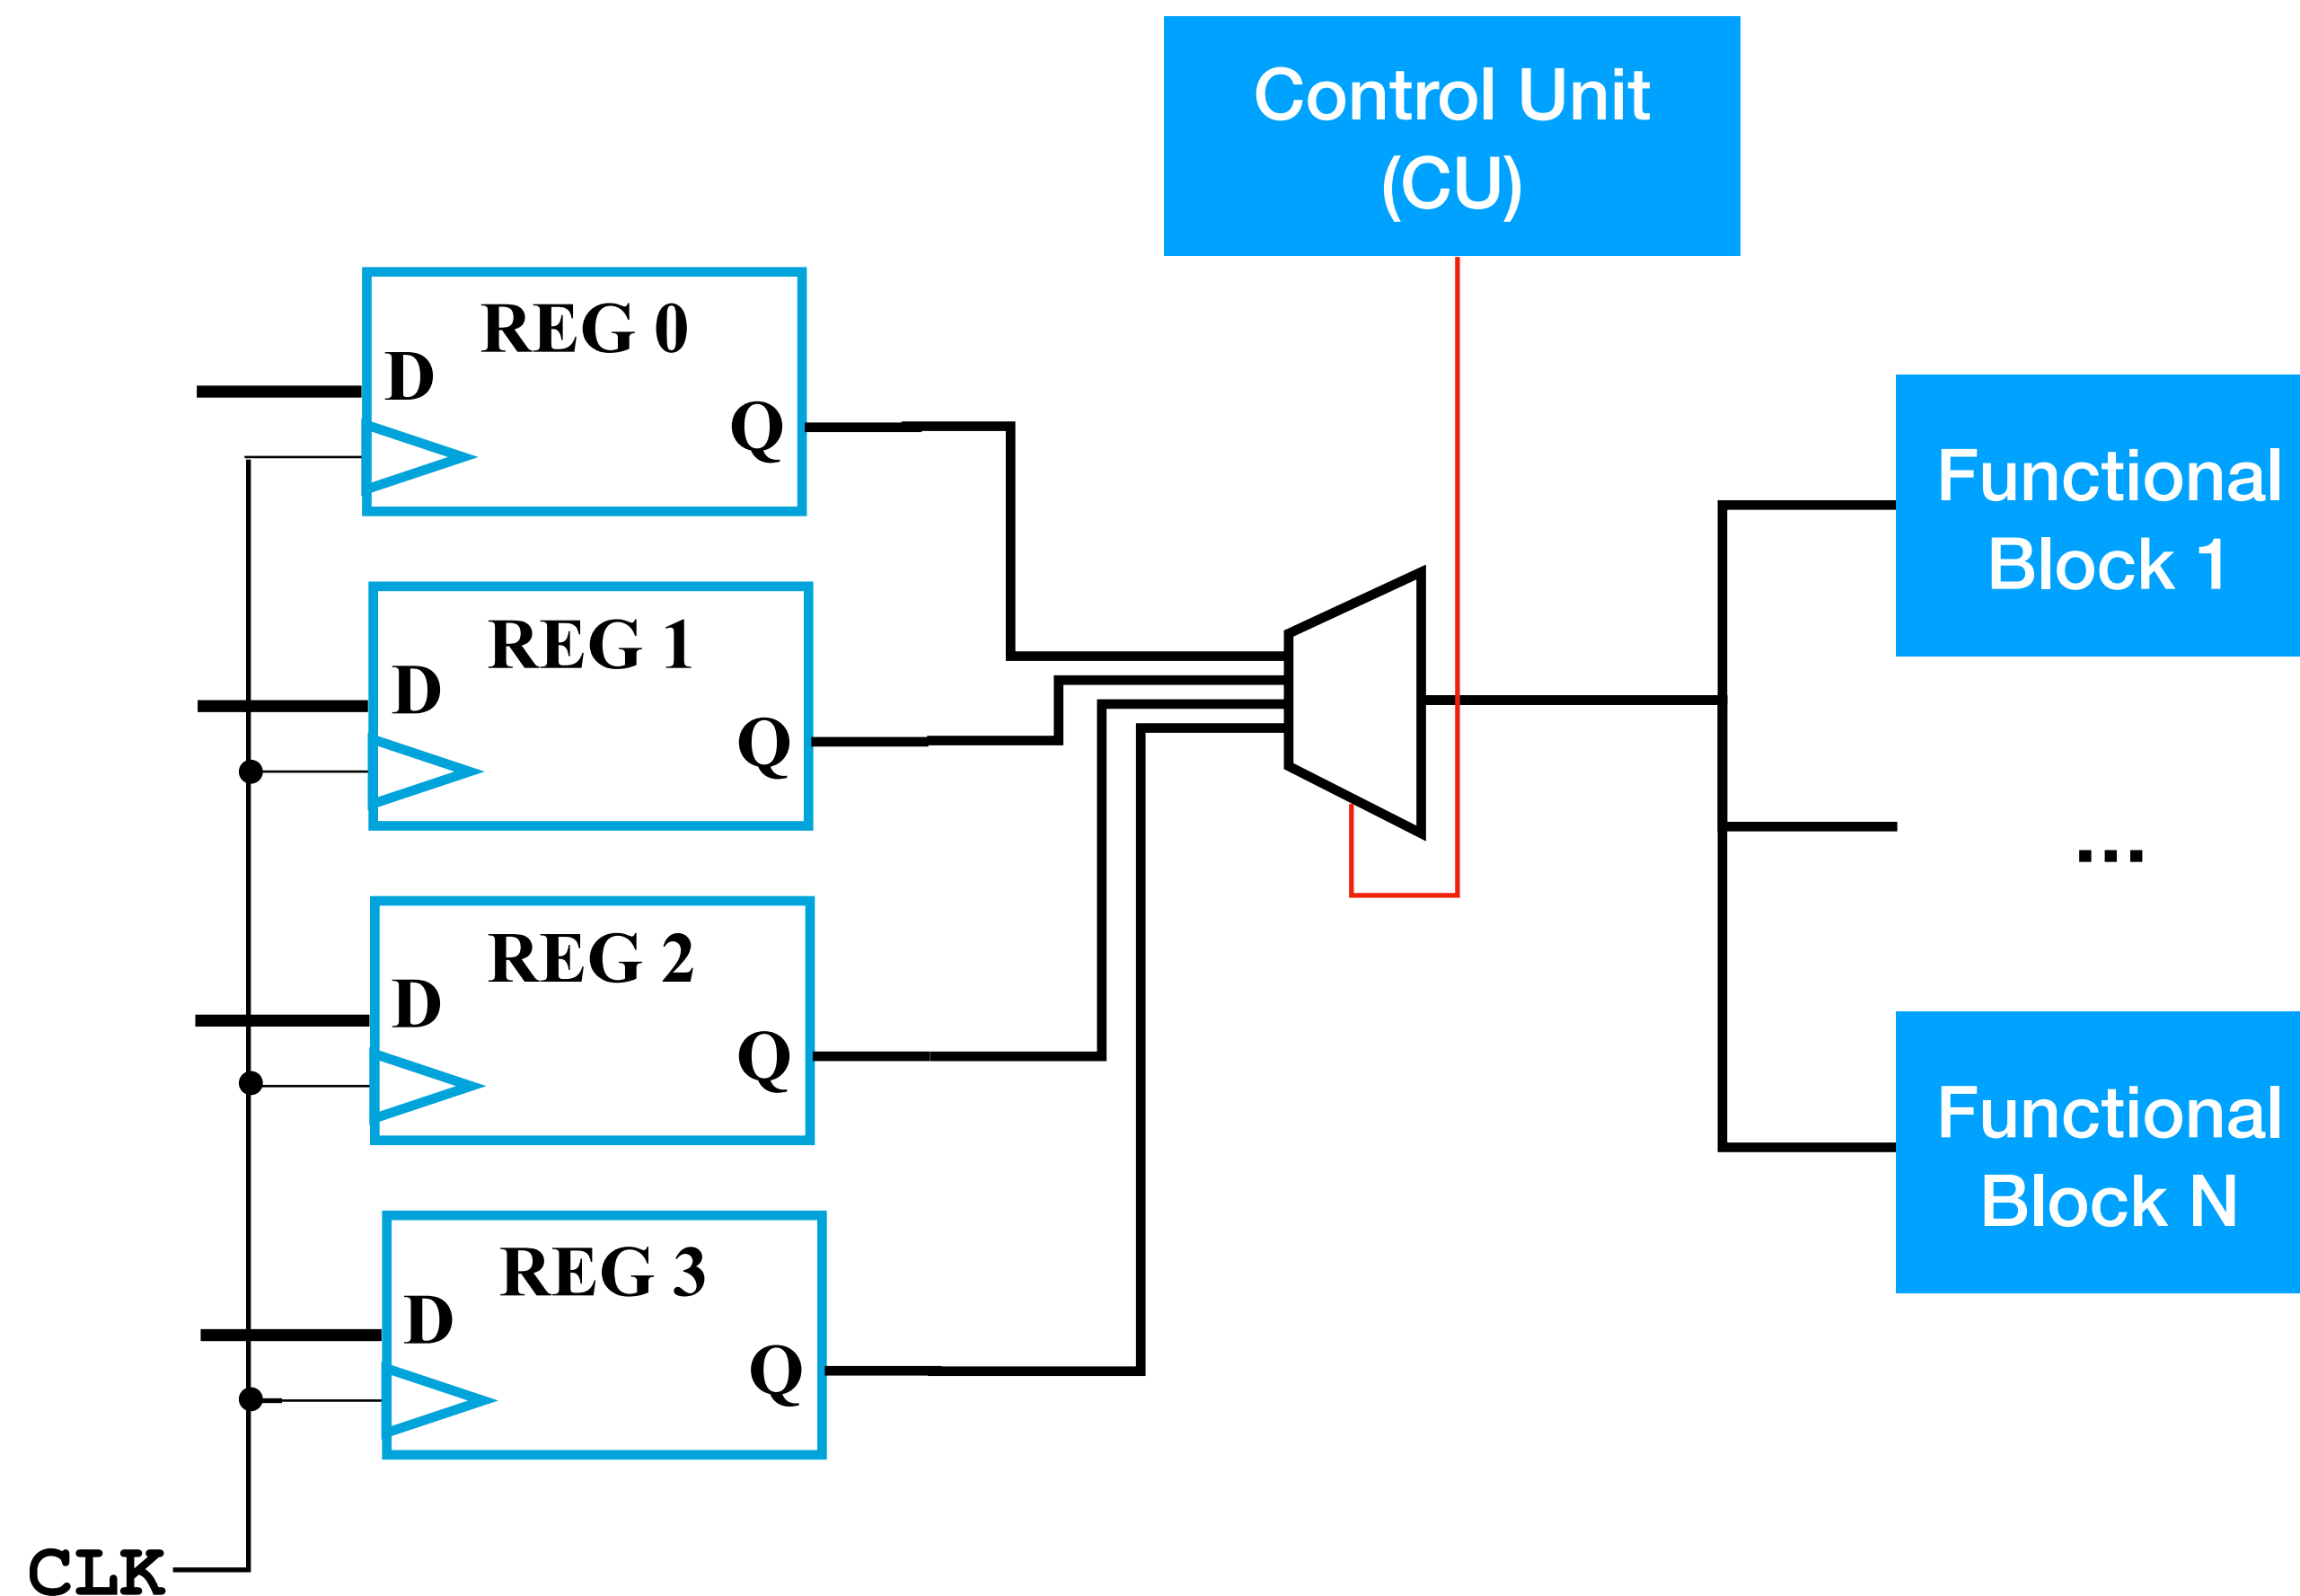 Control Unit
(CU)
REG 0
D
Q
Functional
Block 1
REG 1
D
Q
...
REG 2
D
Q
Functional
Block N
REG 3
D
Q
CLK